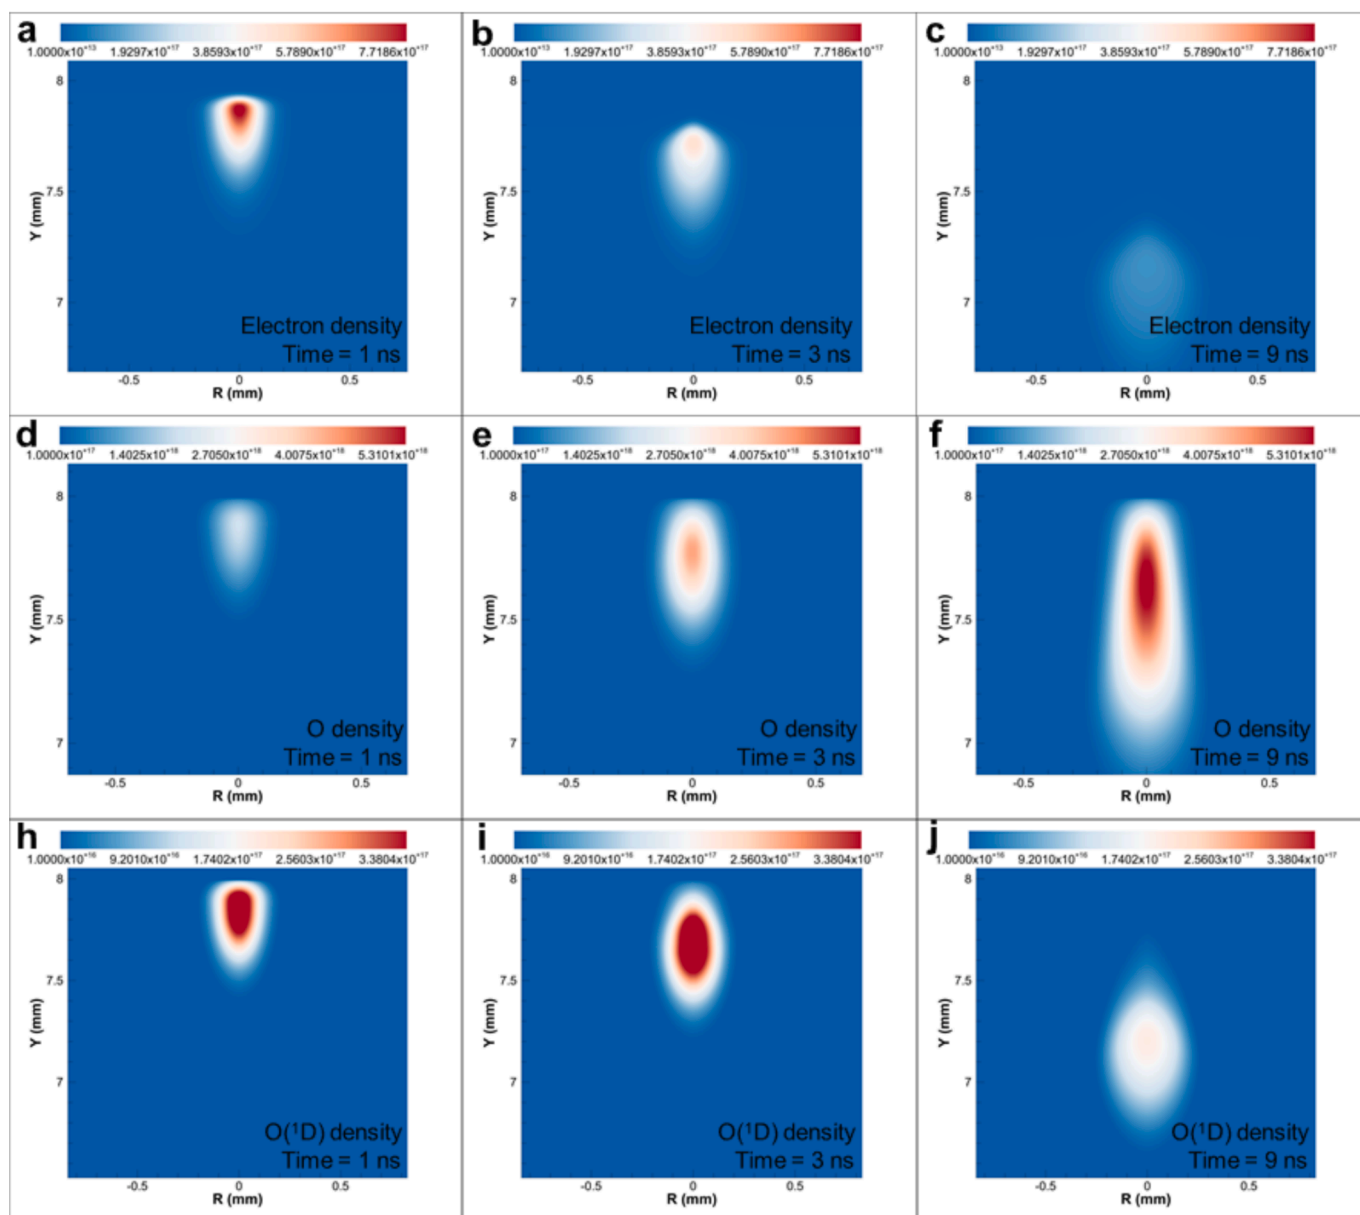 a
1.0000x10⁺¹³ 1.9297x10⁺¹⁷ 3.8593x10⁺¹⁷ 5.7890x10⁺¹⁷ 7.7186x10⁺¹⁷
8
7.5
7
Y (mm)
Electron density
Time = 1 ns
-0.5 0 0.5
R (mm)
b
1.0000x10⁺¹³ 1.9297x10⁺¹⁷ 3.8593x10⁺¹⁷ 5.7890x10⁺¹⁷ 7.7186x10⁺¹⁷
8
7.5
7
Y (mm)
Electron density
Time = 3 ns
-0.5 0 0.5
R (mm)
c
1.0000x10⁺¹³ 1.9297x10⁺¹⁷ 3.8593x10⁺¹⁷ 5.7890x10⁺¹⁷ 7.7186x10⁺¹⁷
8
7.5
7
Y (mm)
Electron density
Time = 9 ns
-0.5 0 0.5
R (mm)
d
1.0000x10⁺¹⁷ 1.4025x10⁺¹⁸ 2.7050x10⁺¹⁸ 4.0075x10⁺¹⁸ 5.3101x10⁺¹⁸
8
7.5
7
Y (mm)
O density
Time = 1 ns
-0.5 0 0.5
R (mm)
e
1.0000x10⁺¹⁷ 1.4025x10⁺¹⁸ 2.7050x10⁺¹⁸ 4.0075x10⁺¹⁸ 5.3101x10⁺¹⁸
8
7.5
7
Y (mm)
O density
Time = 3 ns
-0.5 0 0.5
R (mm)
f
1.0000x10⁺¹⁷ 1.4025x10⁺¹⁸ 2.7050x10⁺¹⁸ 4.0075x10⁺¹⁸ 5.3101x10⁺¹⁸
8
7.5
7
Y (mm)
O density
Time = 9 ns
-0.5 0 0.5
R (mm)
h
1.0000x10⁺¹⁶ 9.2010x10⁺¹⁶ 1.7402x10⁺¹⁷ 2.5603x10⁺¹⁷ 3.3804x10⁺¹⁷
8
7.5
7
Y (mm)
O(¹D) density
Time = 1 ns
-0.5 0 0.5
R (mm)
i
1.0000x10⁺¹⁶ 9.2010x10⁺¹⁶ 1.7402x10⁺¹⁷ 2.5603x10⁺¹⁷ 3.3804x10⁺¹⁷
8
7.5
7
Y (mm)
O(¹D) density
Time = 3 ns
-0.5 0 0.5
R (mm)
j
1.0000x10⁺¹⁶ 9.2010x10⁺¹⁶ 1.7402x10⁺¹⁷ 2.5603x10⁺¹⁷ 3.3804x10⁺¹⁷
8
7.5
7
Y (mm)
O(¹D) density
Time = 9 ns
-0.5 0 0.5
R (mm)